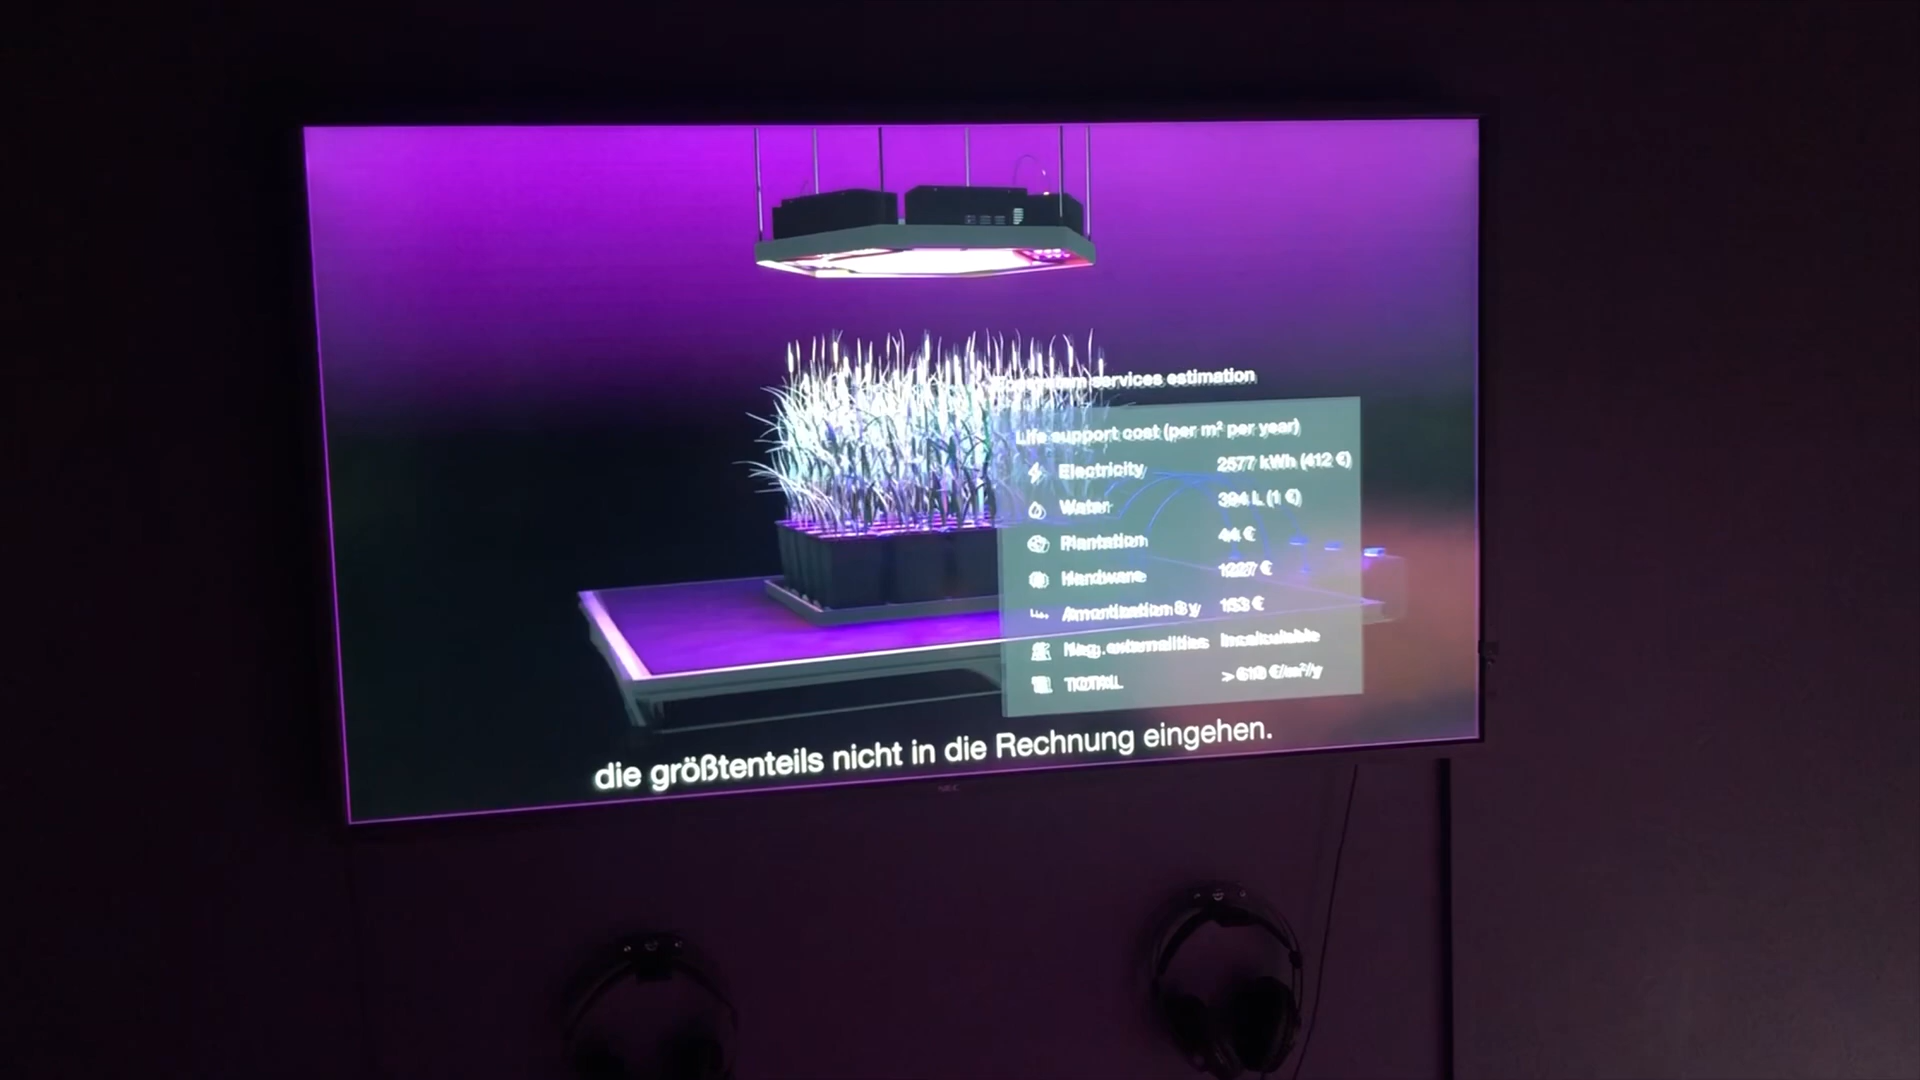 Ecosystem services estimation
Life support cost (per m² per year)
Electricity 2577 kWh (412 €)
Water 394 L (1 €)
Plantation 44 €
Hardware 1227 €
Amortization 8 y 153 €
Neg. externalities Incalculable
TOTAL > 610 €/m²/y
die größtenteils nicht in die Rechnung eingehen.
NEC